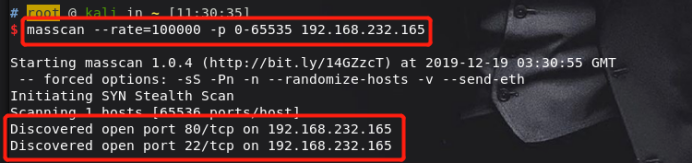 # root @ kali in ~ [11:30:35]
$ masscan --rate=100000 -p 0-65535 192.168.232.165
Starting masscan 1.0.4 (http://bit.ly/14GZzcT) at 2019-12-19 03:30:55 GMT
-- forced options: -sS -Pn -n --randomize-hosts -v --send-eth
Initiating SYN Stealth Scan
Scanning 1 hosts [65536 ports/host]
Discovered open port 80/tcp on 192.168.232.165
Discovered open port 22/tcp on 192.168.232.165